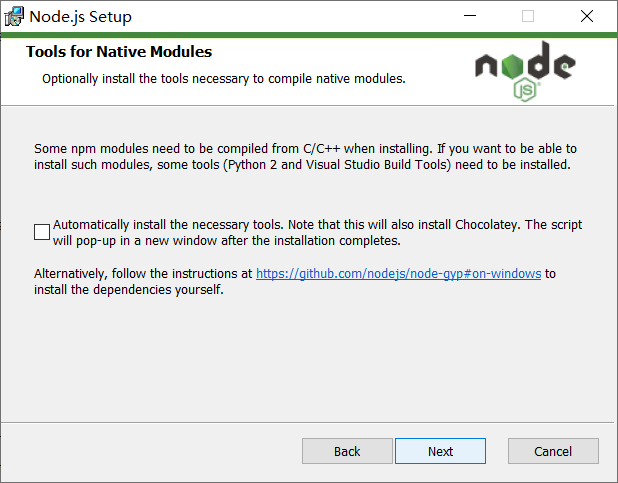 Node.js Setup
Tools for Native Modules
Optionally install the tools necessary to compile native modules.
node
JS
Some npm modules need to be compiled from C/C++ when installing. If you want to be able to
install such modules, some tools (Python 2 and Visual Studio Build Tools) need to be installed.
Automatically install the necessary tools. Note that this will also install Chocolatey. The script
will pop-up in a new window after the installation completes.
Alternatively, follow the instructions at https://github.com/nodejs/node-gyp#on-windows to
install the dependencies yourself.
Back
Next
Cancel